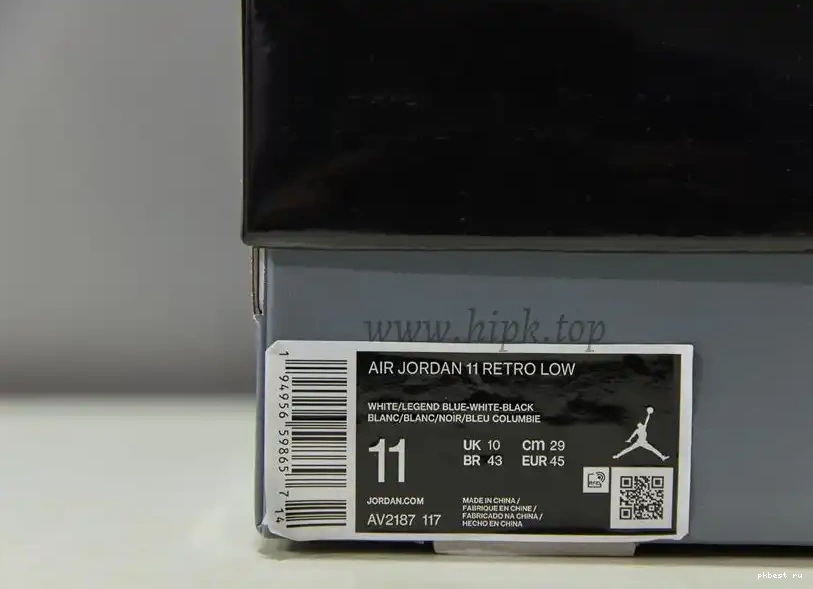 www.hipk.top
AIR JORDAN 11 RETRO LOW
WHITE/LEGEND BLUE-WHITE-BLACK
BLANC/BLANC/NOIR/BLEU COLUMBIE
11
UK 10 cm 29
BR 43 EUR 45
JORDAN.COM
AV2187 117
MADE IN CHINA /
FABRIQUE EN CHINE /
FABRICADO NA CHINA /
HECHO EN CHINA
1 94956 59865 7 14
pkbest ru